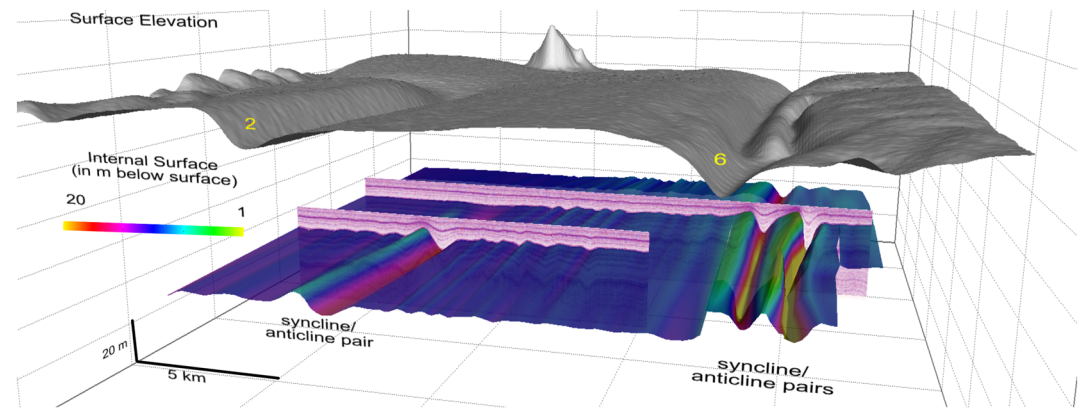 Surface Elevation
2
6
Internal Surface
(in m below surface)
20 1
syncline/
anticline pair
20 m
5 km
syncline/
anticline pairs